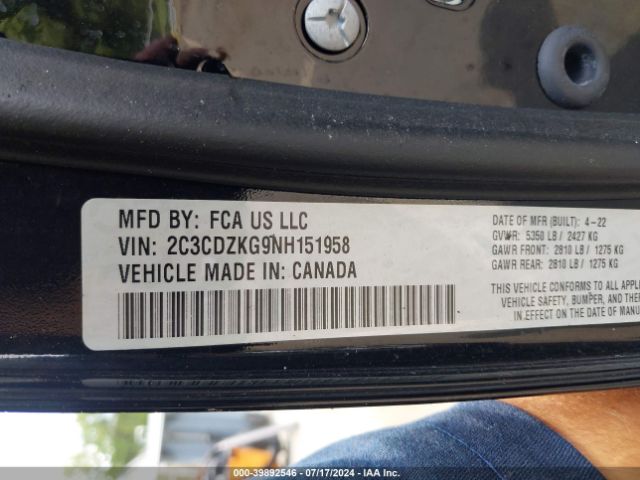 MFD BY: FCA US LLC
VIN: 2C3CDZKG9NH151958
VEHICLE MADE IN: CANADA
DATE OF MFR (BUILT): 4-22
GVWR: 5350 LB / 2427 KG
GAWR FRONT: 2810 LB / 1275 KG
GAWR REAR: 2810 LB / 1275 KG
THIS VEHICLE CONFORMS TO ALL APPL
VEHICLE SAFETY, BUMPER, AND THE
IN EFFECT ON THE DATE OF MANU
000-39892546 / 07/17/2024 / IAA Inc.